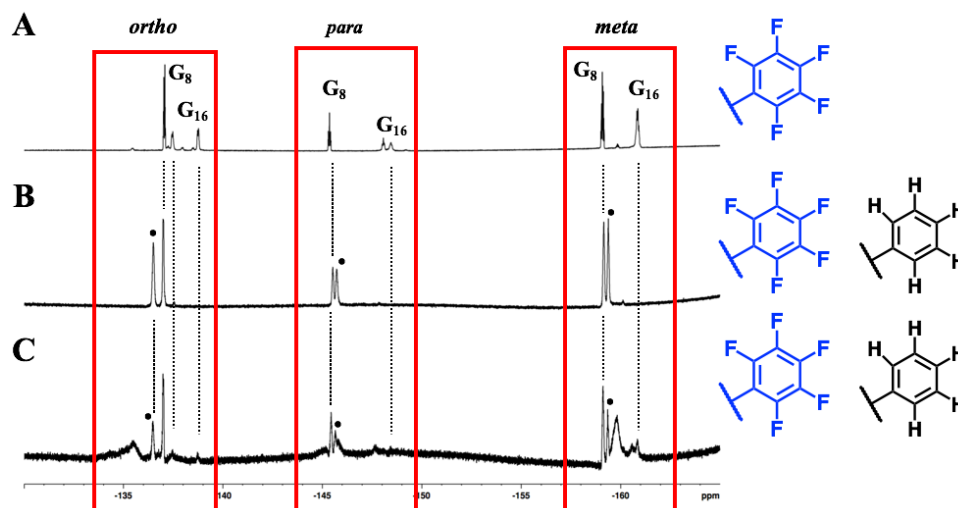 ortho para meta
A
G8 G8 G8
G16 G16 G16
F
F F
F F
B
F
F F
F F
H
H H
H
H
C
F
F F
F F
H
H H
H
H
-135 -140 -145 -150 -155 -160 ppm